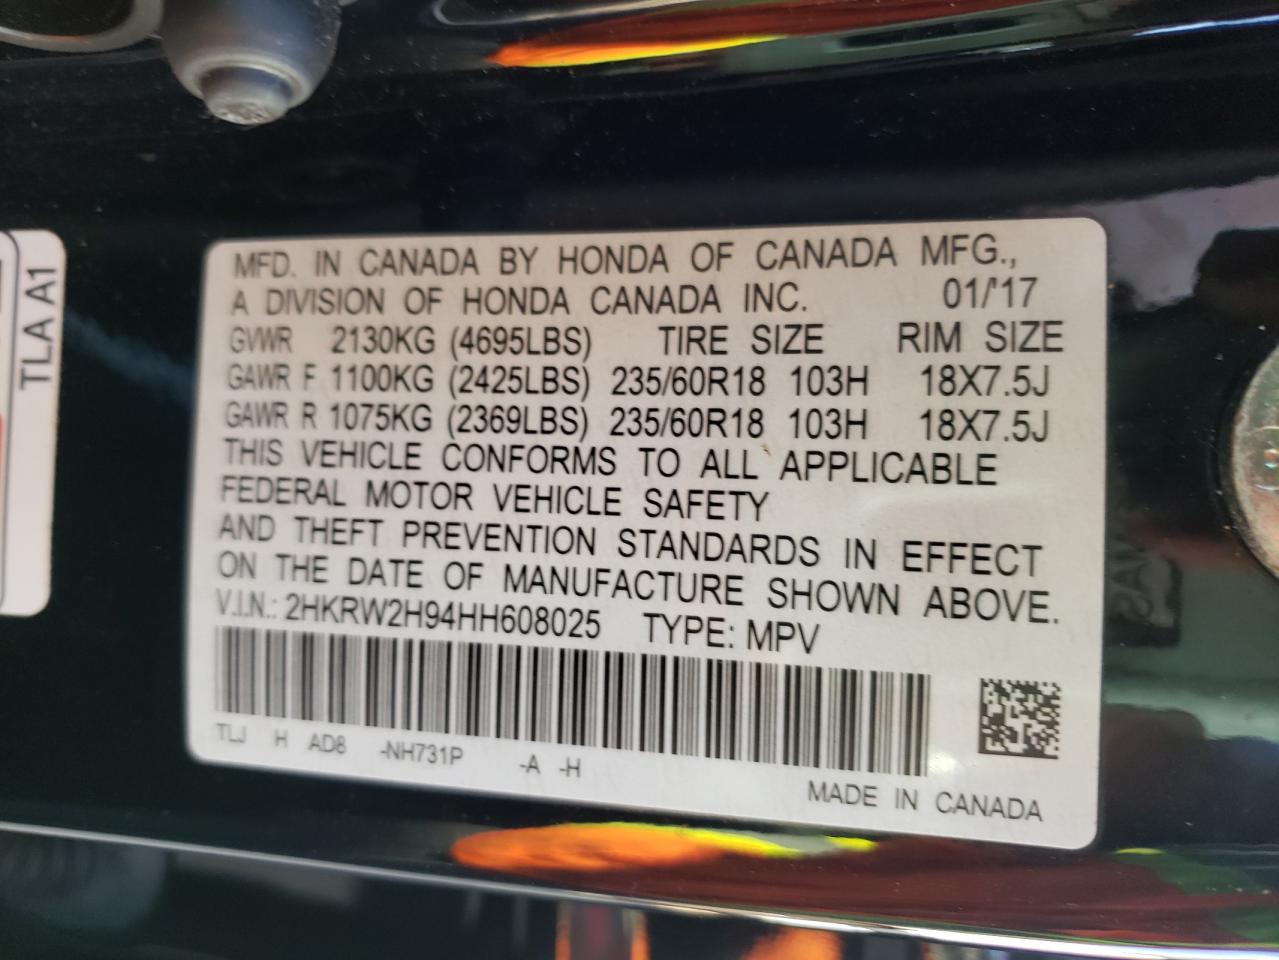 TLA A1
MFD. IN CANADA BY HONDA OF CANADA MFG.,
A DIVISION OF HONDA CANADA INC. 01/'17
GVWR 2130KG (4695LBS) TIRE SIZE RIM SIZE
GAWR F 1100KG (2425LBS) 235/60R18 103H 18X7.5J
GAWR R 1075KG (2369LBS) 235/60R18 103H 18X7.5J
THIS VEHICLE CONFORMS TO ALL APPLICABLE
FEDERAL MOTOR VEHICLE SAFETY
AND THEFT PREVENTION STANDARDS IN EFFECT
ON THE DATE OF MANUFACTURE SHOWN ABOVE.
V.I.N.: 2HKRW2H94HH608025 TYPE: MPV
TLJ H AD8 -NH731P -A -H
MADE IN CANADA